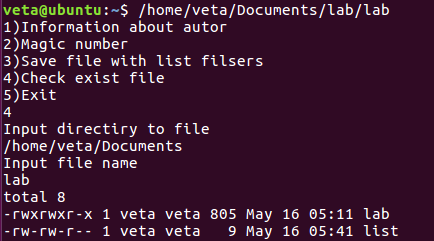 veta@ubuntu:~$ /home/veta/Documents/lab/lab
1)Information about autor
2)Magic number
3)Save file with list filsers
4)Check exist file
5)Exit
4
Input directiry to file
/home/veta/Documents
Input file name
lab
total 8
-rwxrwxr-x 1 veta veta 805 May 16 05:11 lab
-rw-rw-r-- 1 veta veta   9 May 16 05:41 list